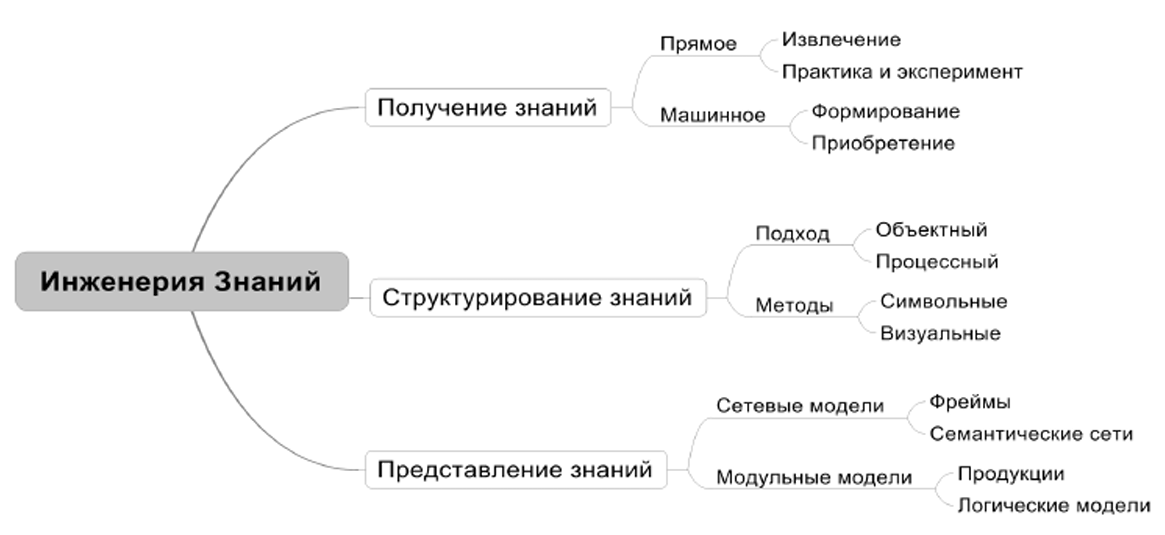 Инженерия Знаний
Получение знаний
Прямое
Извлечение
Практика и эксперимент
Машинное
Формирование
Приобретение
Структурирование знаний
Подход
Объектный
Процессный
Методы
Символьные
Визуальные
Представление знаний
Сетевые модели
Фреймы
Семантические сети
Модульные модели
Продукции
Логические модели